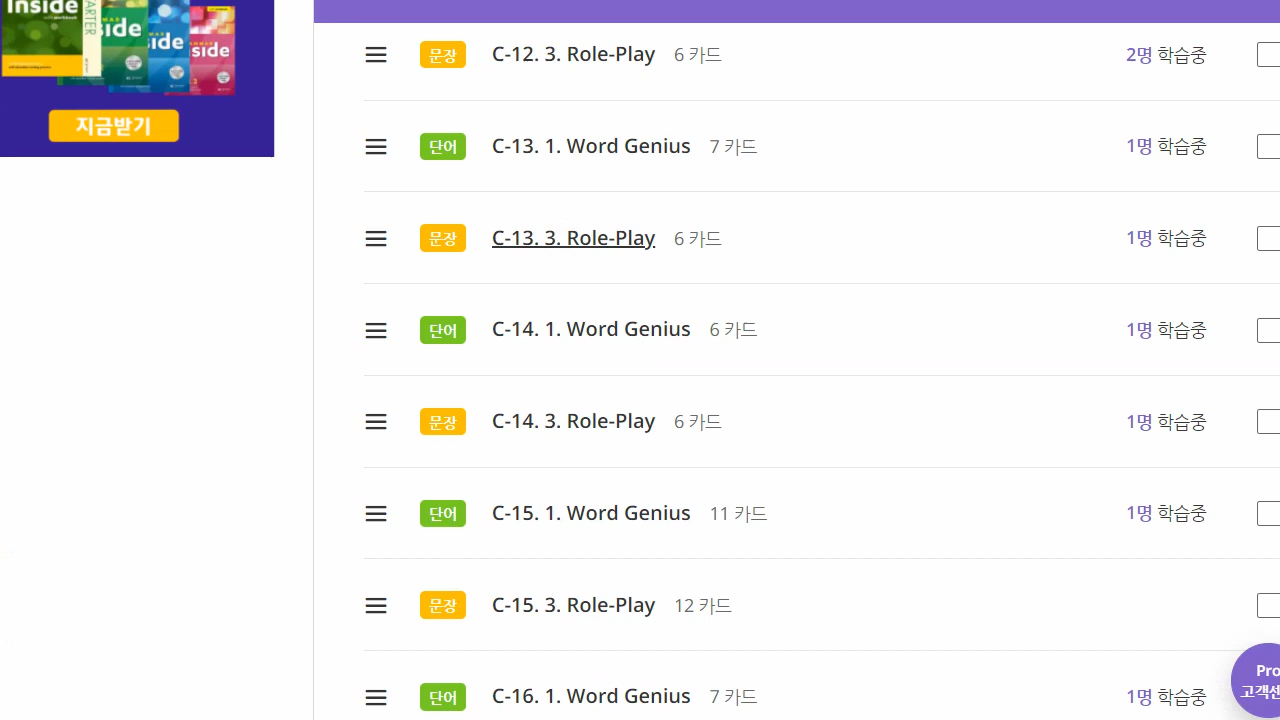 inside
ARTER
side
side
side
지금받기
문장 C-12. 3. Role-Play 6 카드 2명 학습중
단어 C-13. 1. Word Genius 7 카드 1명 학습중
문장 C-13. 3. Role-Play 6 카드 1명 학습중
단어 C-14. 1. Word Genius 6 카드 1명 학습중
문장 C-14. 3. Role-Play 6 카드 1명 학습중
단어 C-15. 1. Word Genius 11 카드 1명 학습중
문장 C-15. 3. Role-Play 12 카드
단어 C-16. 1. Word Genius 7 카드 1명 학습중
Pro
고객센